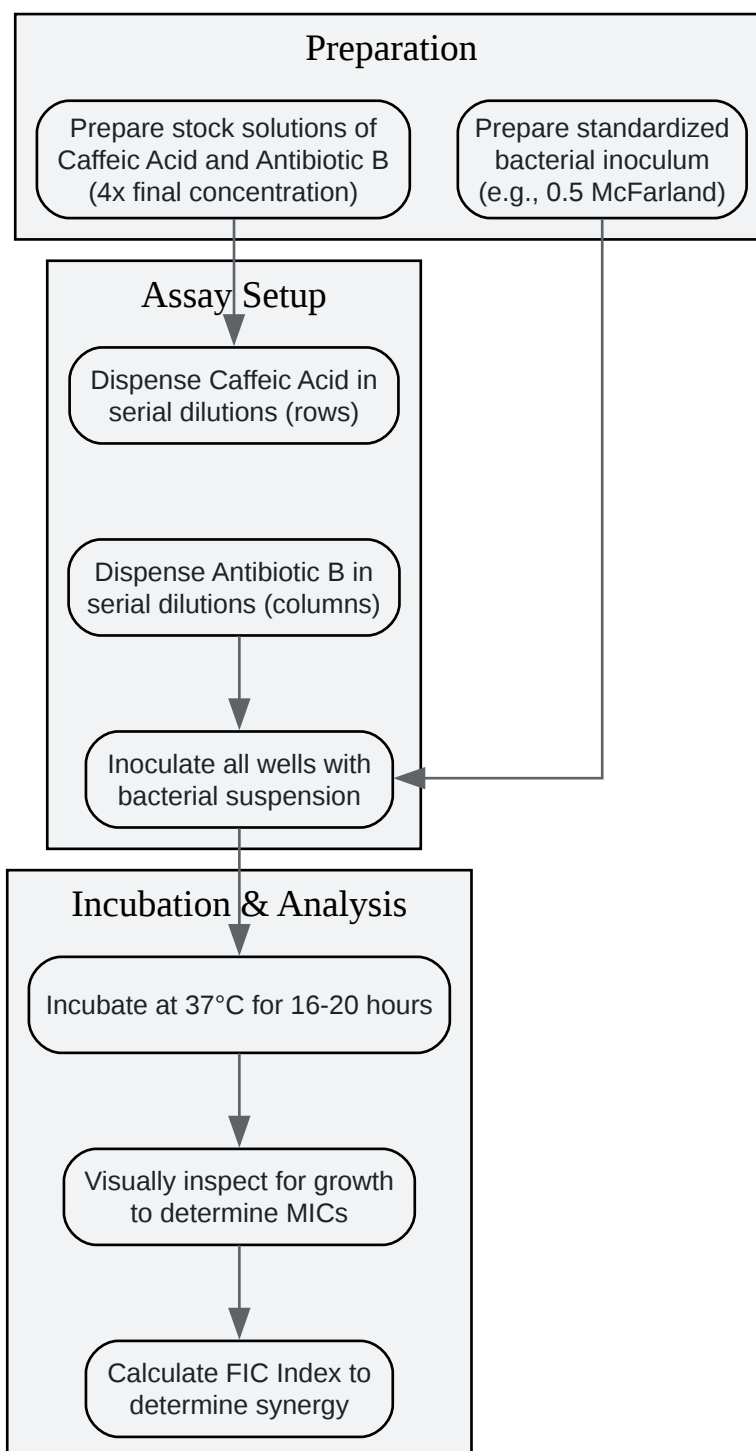 Preparation
Prepare stock solutions of
Caffeic Acid and Antibiotic B
(4x final concentration)
Prepare standardized
bacterial inoculum
(e.g., 0.5 McFarland)
Assay Setup
Dispense Caffeic Acid in
serial dilutions (rows)
Dispense Antibiotic B in
serial dilutions (columns)
Inoculate all wells with
bacterial suspension
Incubation & Analysis
Incubate at 37°C for 16-20 hours
Visually inspect for growth
to determine MICs
Calculate FIC Index to
determine synergy